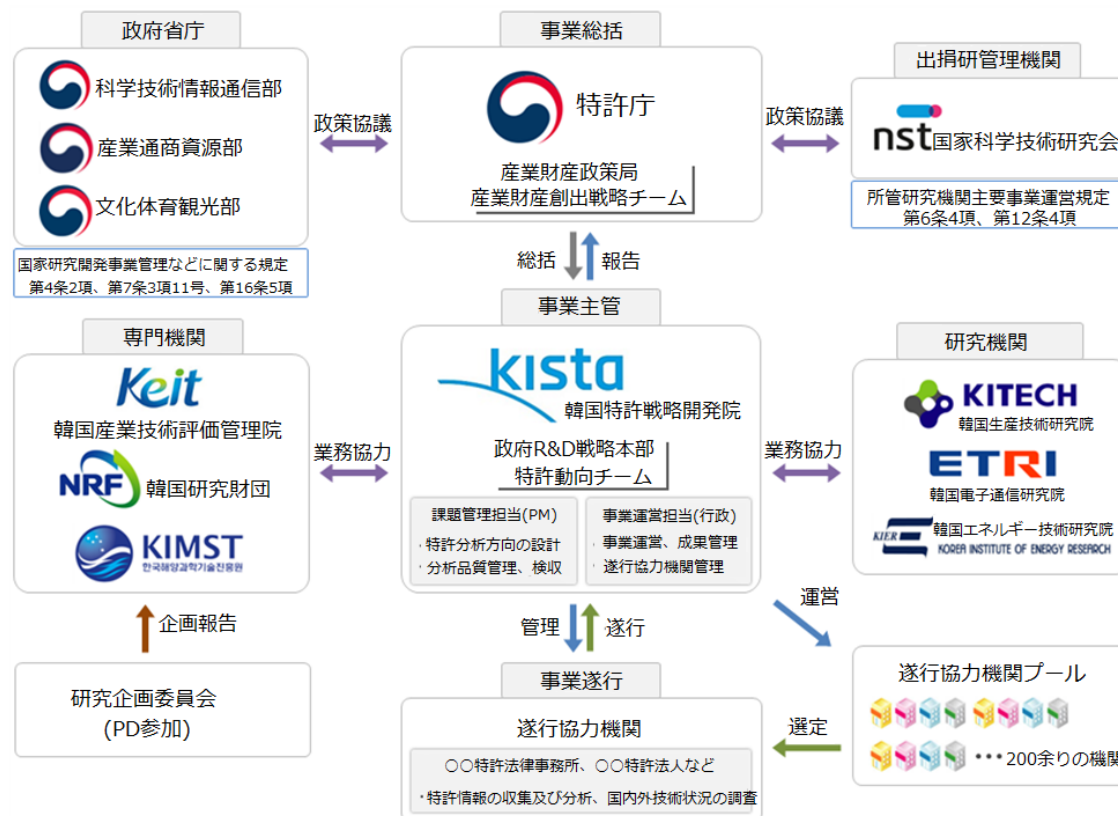 政府省庁
科学技術情報通信部
産業通商資源部
文化体育観光部
国家研究開発事業管理などに関する規定
第4条2項、第7条3項11号、第16条5項
政策協議
事業総括
特許庁
産業財産政策局
産業財産創出戦略チーム
政策協議
出捐研管理機関
nst国家科学技術研究会
所管研究機関主要事業運営規定
第6条4項、第12条4項
総括
報告
専門機関
Keit
韓国産業技術評価管理院
NRF 韓国研究財団
KIMST
한국해양과학기술진흥원
業務協力
事業主管
kista
韓国特許戦略開発院
政府R&D戦略本部
特許動向チーム
課題管理担当(PM)
・特許分析方向の設計
・分析品質管理、検収
事業運営担当(行政)
・事業運営、成果管理
・遂行協力機関管理
業務協力
研究機関
KITECH
韓国生産技術研究院
ETRI
韓国電子通信研究院
KIER 韓国エネルギー技術研究院
KOREA INSTITUTE OF ENERGY RESEARCH
企画報告
研究企画委員会
(PD参加)
管理
遂行
運営
事業遂行
遂行協力機関
〇〇特許法律事務所、〇〇特許法人など
・特許情報の収集及び分析、国内外技術状況の調査
選定
遂行協力機関プール
・・・200余りの機関